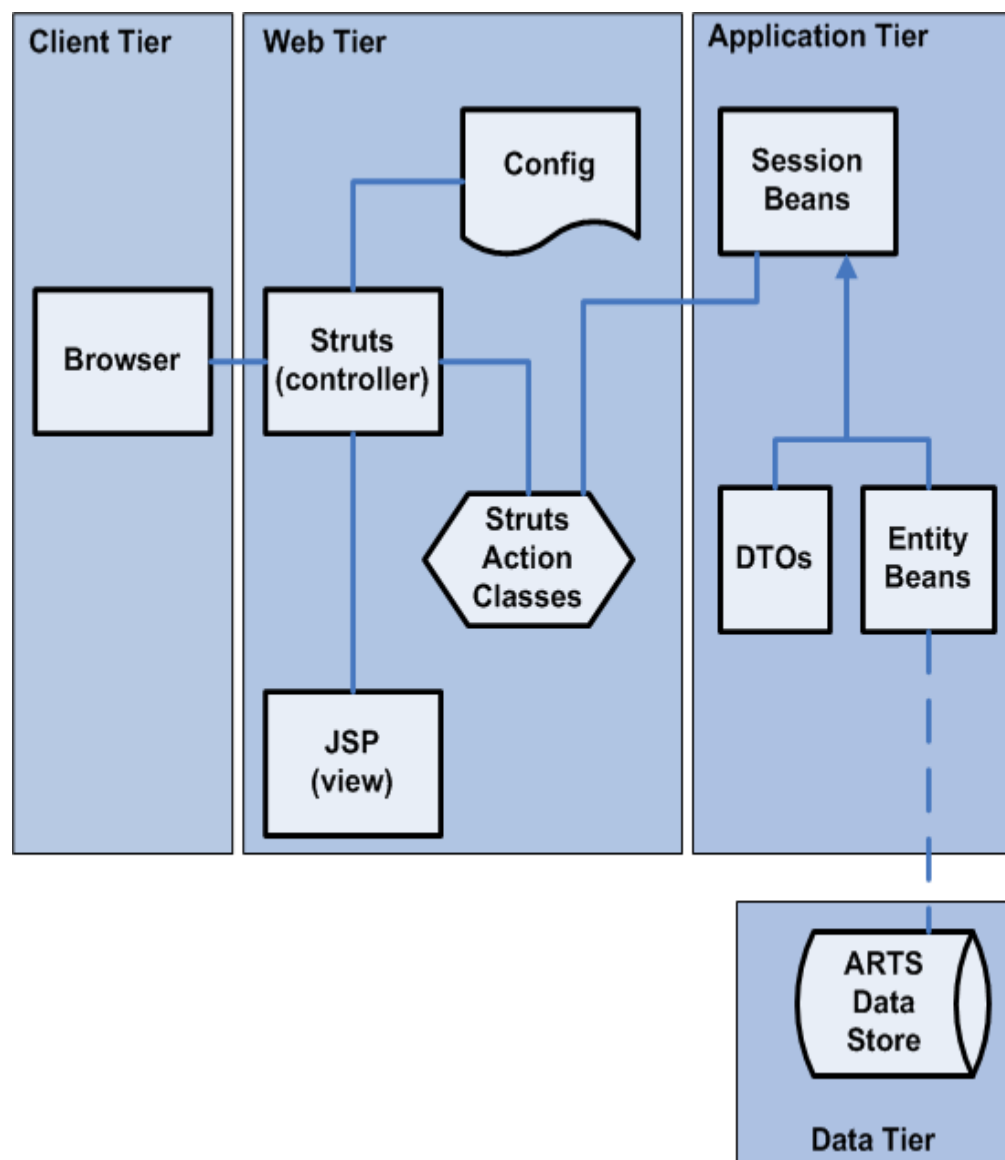 Client Tier
Web Tier
Application Tier
Config
Session
Beans
Browser
Struts
(controller)
Struts
Action
Classes
DTOs
Entity
Beans
JSP
(view)
ARTS
Data
Store
Data Tier